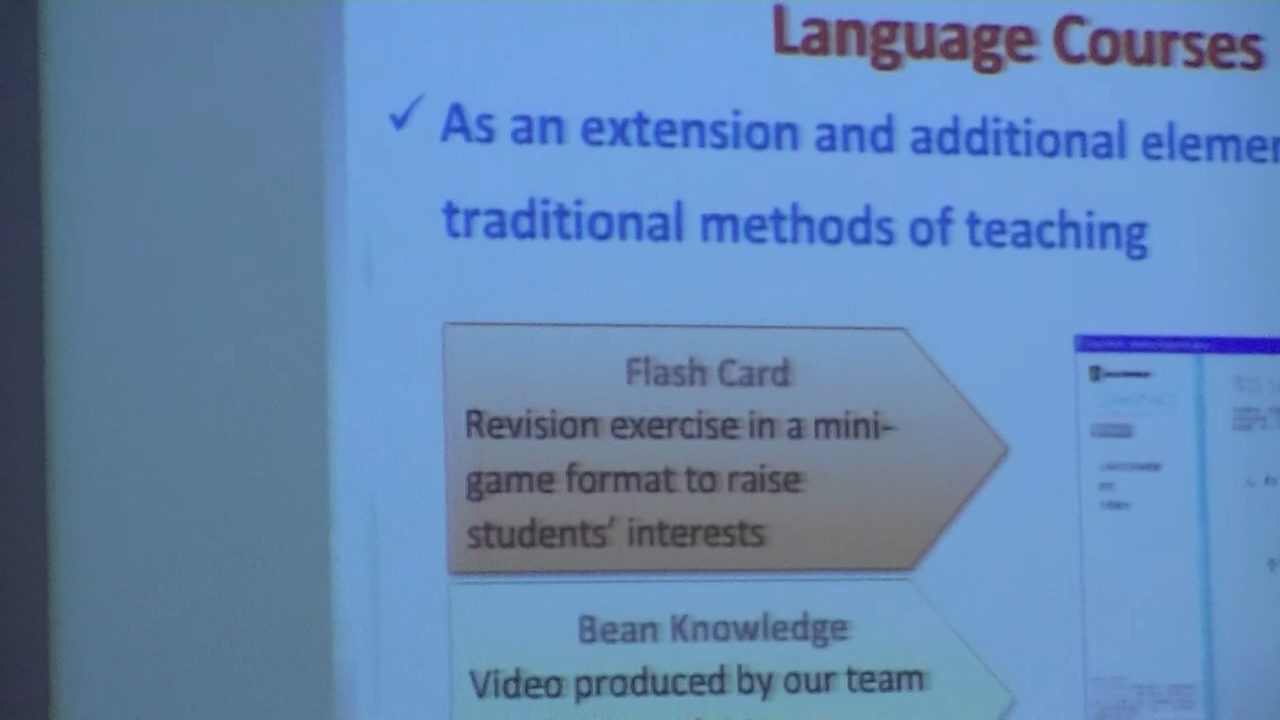 Language Courses
✓ As an extension and additional eleme
traditional methods of teaching
Flash Card
Revision exercise in a mini-
game format to raise
students' interests
Bean Knowledge
Video produced by our team